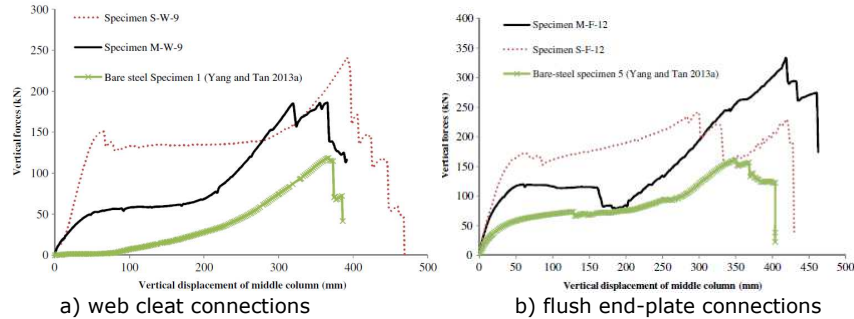 300
250
200
150
100
50
0
Vertical forces (kN)
Specimen S-W-9
Specimen M-W-9
Bare steel Specimen 1 (Yang and Tan 2013a)
0 100 200 300 400 500
Vertical displacement of middle column (mm)
a) web cleat connections
400
350
300
250
200
150
100
50
0
Vertical forces (kN)
Specimen M-F-12
Specimen S-F-12
Bare-steel specimen 5 (Yang and Tan 2013a)
0 50 100 150 200 250 300 350 400 450 500
Vertical displacement of middle column (mm)
b) flush end-plate connections